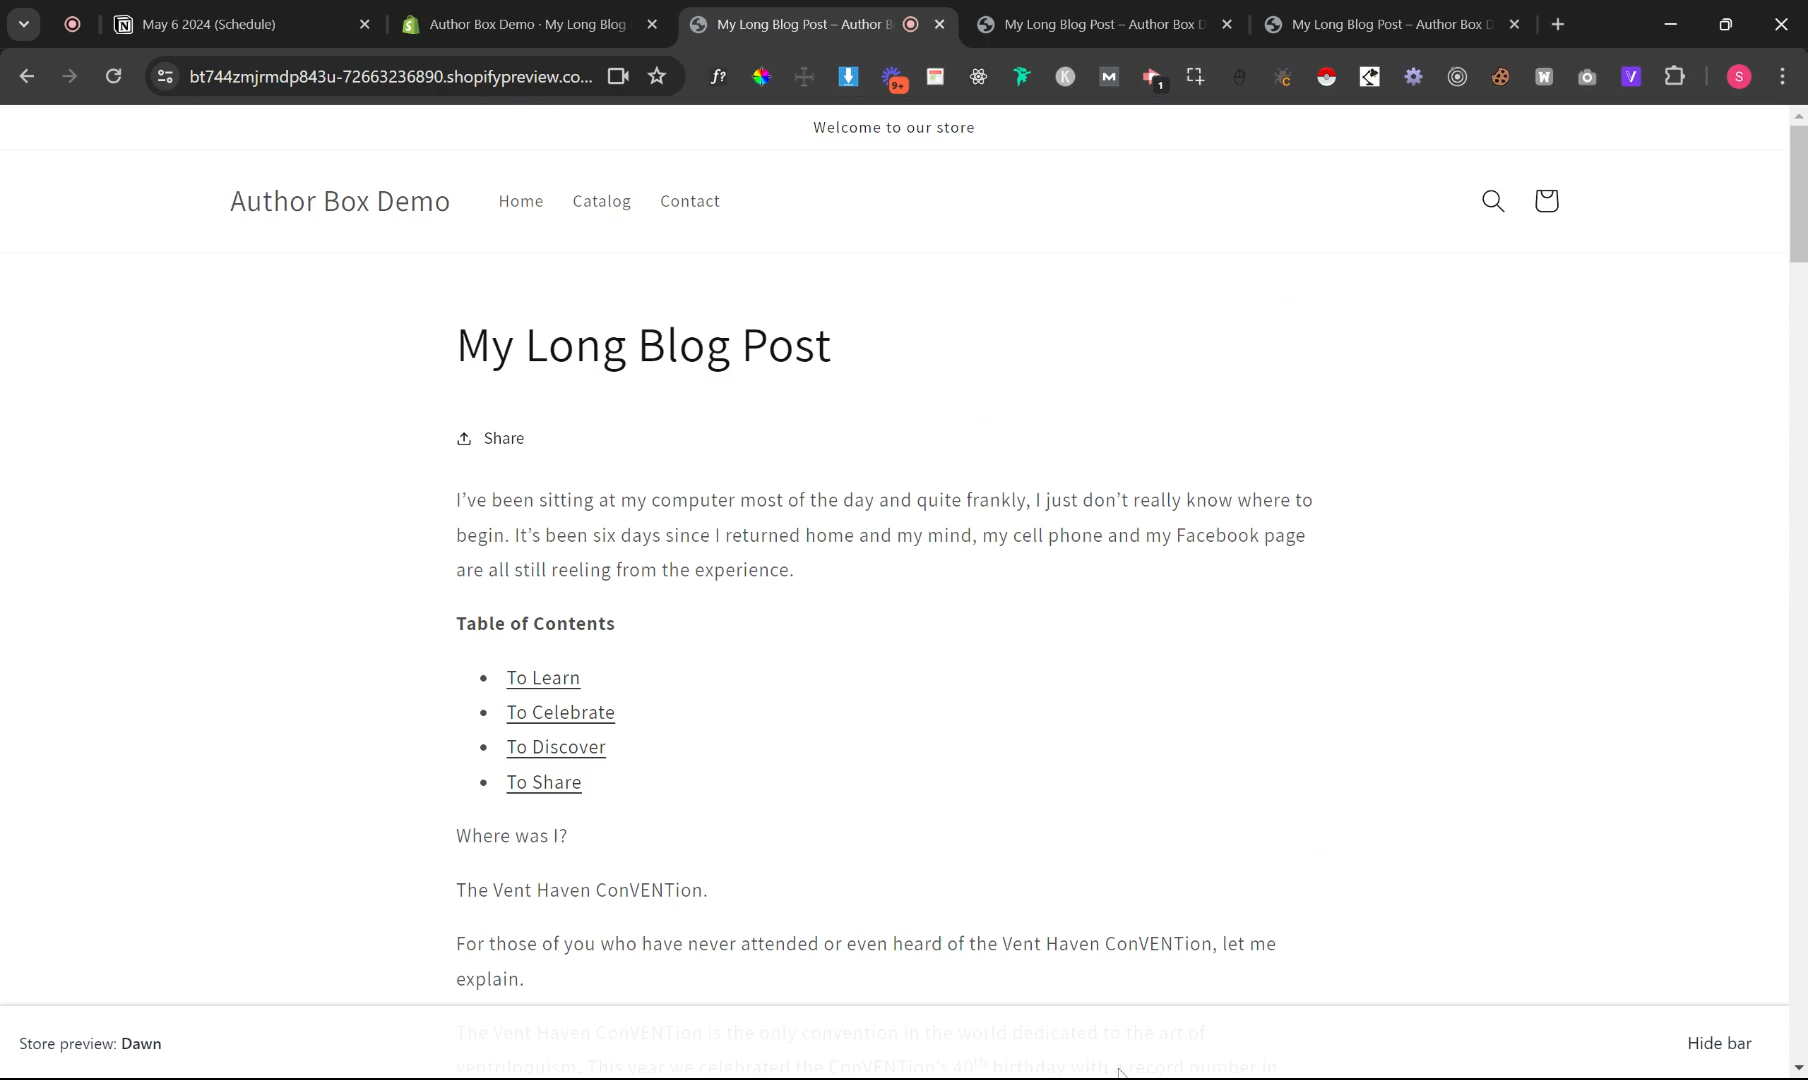 May 6 2024 (Schedule)
Author Box Demo · My Long Blog
My Long Blog Post – Author B
My Long Blog Post – Author Box D
My Long Blog Post – Author Box D
bt744zmjrmdp843u-72663236890.shopifypreview.co...
f?
9+
K
M
1
C
W
V
S
Welcome to our store
Author Box Demo
Home
Catalog
Contact
My Long Blog Post
Share
I’ve been sitting at my computer most of the day and quite frankly, I just don’t really know where to
begin. It’s been six days since I returned home and my mind, my cell phone and my Facebook page
are all still reeling from the experience.
Table of Contents
To Learn
To Celebrate
To Discover
To Share
Where was I?
The Vent Haven ConVENTion.
For those of you who have never attended or even heard of the Vent Haven ConVENTion, let me
explain.
The Vent Haven ConVENTion is the only convention in the world dedicated to the art of
ventriloquism. This year we celebrated the ConVENTion’s 40th birthday with a record number in
Store preview: Dawn
Hide bar